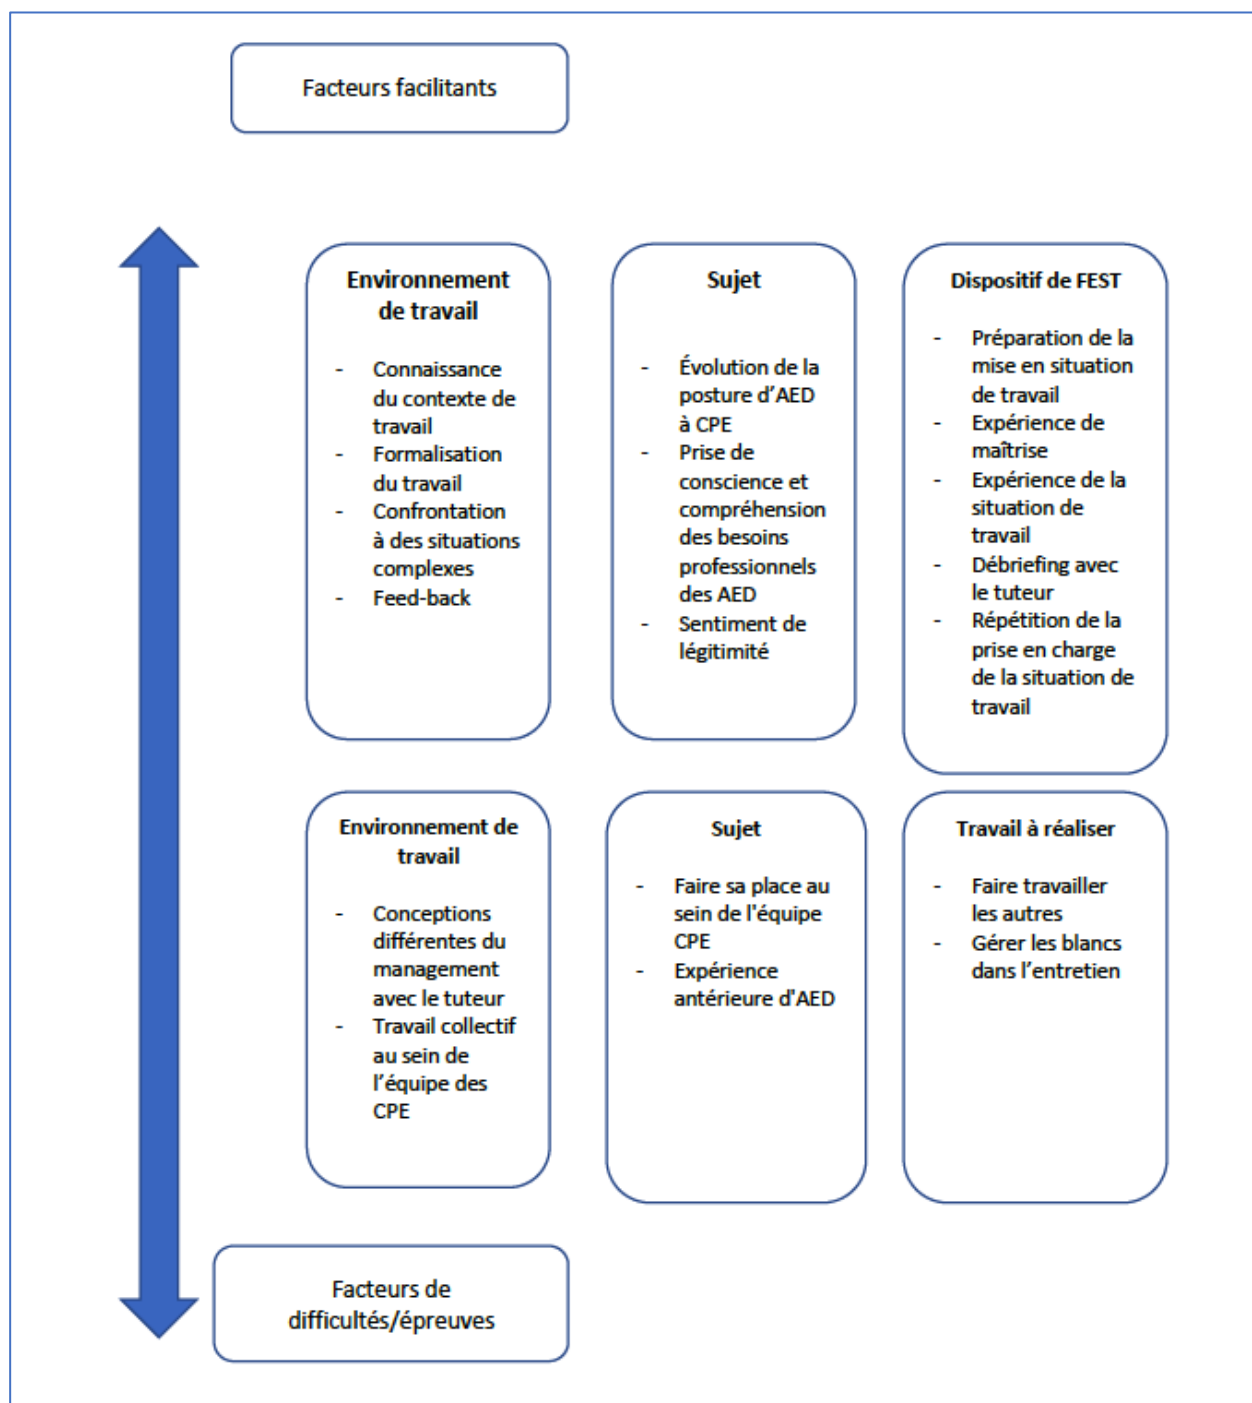 Facteurs facilitants
Environnement
de travail
- Connaissance
du contexte de
travail
- Formalisation
du travail
- Confrontation
à des situations
complexes
- Feed-back
Sujet
- Évolution de la
posture d’AED
à CPE
- Prise de
conscience et
compréhension
des besoins
professionnels
des AED
- Sentiment de
légitimité
Dispositif de FEST
- Préparation de la
mise en situation
de travail
- Expérience de
maîtrise
- Expérience de la
situation de
travail
- Débriefing avec
le tuteur
- Répétition de la
prise en charge
de la situation de
travail
Environnement de
travail
- Conceptions
différentes du
management
avec le tuteur
- Travail collectif
au sein de
l’équipe des
CPE
Sujet
- Faire sa place au
sein de l'équipe
CPE
- Expérience
antérieure d'AED
Travail à réaliser
- Faire travailler
les autres
- Gérer les blancs
dans l’entretien
Facteurs de
difficultés/épreuves